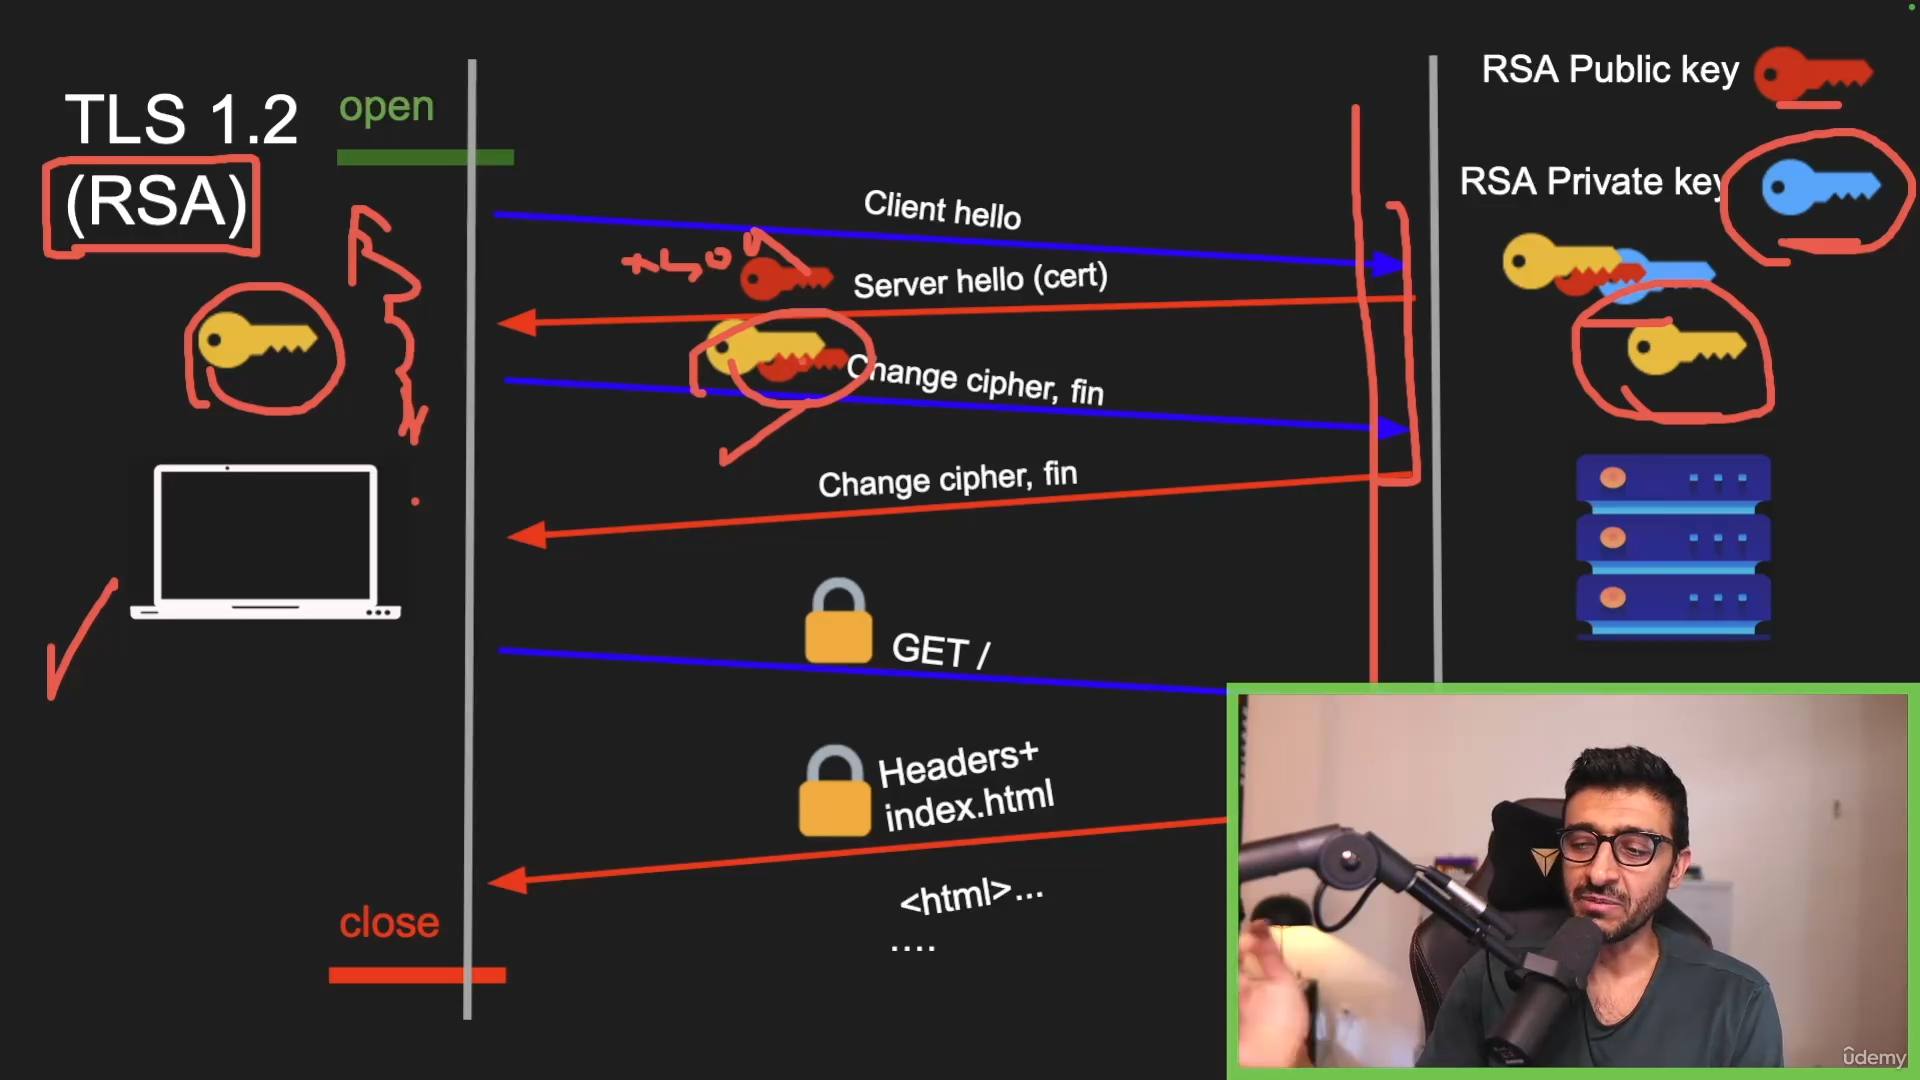 TLS 1.2
(RSA)
open
RSA Public key
RSA Private key
Client hello
Server hello (cert)
Change cipher, fin
Change cipher, fin
GET /
Headers+
index.html
<html>...
....
close
ûdemy